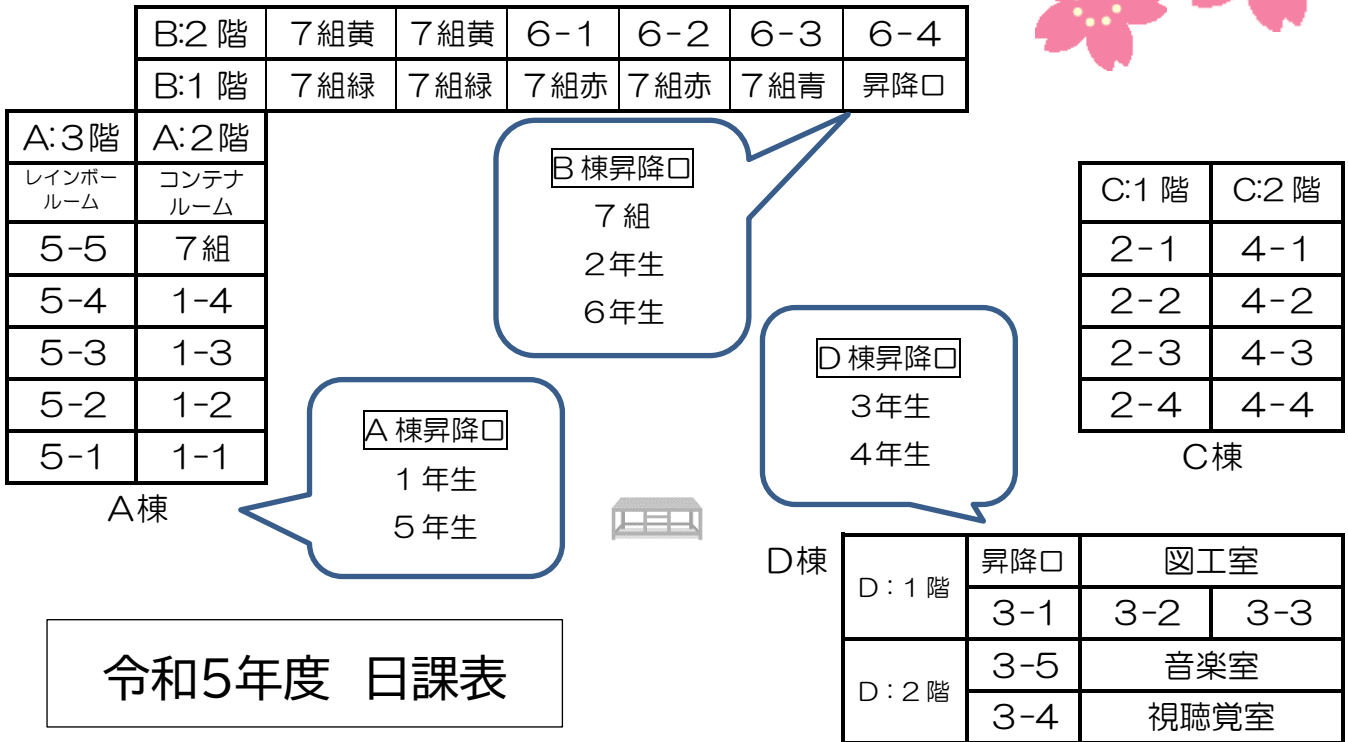 B:2階 7組黄 7組黄 6-1 6-2 6-3 6-4
B:1階 7組緑 7組緑 7組赤 7組赤 7組青 昇降口
A:3階 A:2階
レインボー
ルーム
コンテナ
ルーム
5-5 7組
5-4 1-4
5-3 1-3
5-2 1-2
5-1 1-1
A棟
B棟昇降口
7組
2年生
6年生
A棟昇降口
1年生
5年生
D棟昇降口
3年生
4年生
C:1階 C:2階
2-1 4-1
2-2 4-2
2-3 4-3
2-4 4-4
C棟
D棟
D:1階 昇降口 図工室
3-1 3-2 3-3
D:2階 3-5 音楽室
3-4 視聴覚室
令和5年度 日課表